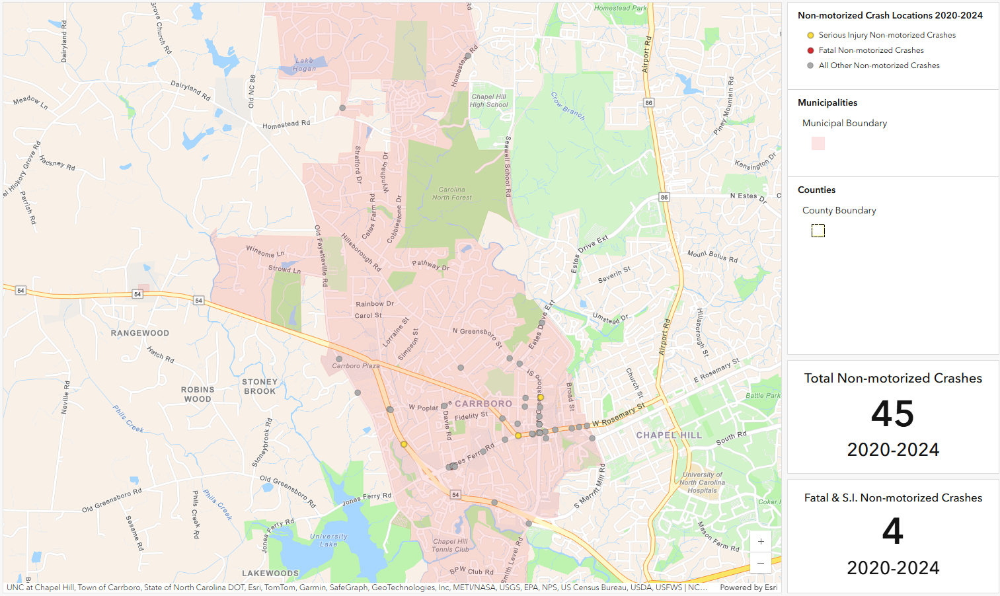 Homestead Park
Rd
Dairyland Rd
Grove Church Rd
Old NC 86
Lake
Hogan
Homestead Rd
Airport Rd
Dairyland Rd
Meadow Ln
Chapel Hill
High School
Crow Branch
86
Piney Mountain Rd
Homestead Rd
Hackney Rd
el Hickory Grove Rd
Parrish Rd
Stratford Dr
Wyndham Dr
Seawell School Rd
Kensington Dr
Carolina
North Forest
86
N Estes Dr
C
Cates Farm Rd
Cobblestone Dr
Old Fayetteville Rd
Hillsborough Rd
Winsome Ln
Strowd Ln
Pathway Dr
Estes Drive Ext
Mount Bolus Rd
Severin St
54
54
54
Rainbow Dr
Carol St
Estes Drive Ext
Umstead Dr
Hillsborough St
RANGEWOOD
Lorraine St
Simpson St
N Greensboro St
Airport Rd
Hatch Rd
Carrboro Plaza
St
E Rosemary St
Church St
STONEY
BROOK
ROBINS
WOOD
Neville Rd
Phils Creek
W Poplar Ave
CARRBORO
Fidelity St
Davie Rd
N Greensboro
Broad St
W Rosemary St
Battle Park
CHAPEL HILL
South Rd
Stoneybrook Rd
Jones Ferry Rd
University of
North Carolina
Hospitals
Old Greensboro Rd
Old Greensboro Rd
Phils Creek
Phils Creek Rd
Jones Ferry Rd
54
S Merritt Mill Rd
Coker F
Sesame Rd
Jones Ferry Rd
University
Lake
Chapel Hill
Tennis Club
Smith Level Rd
Mason Farm Rd
BPW Club Rd
LAKEWOODS
B
+
−
UNC at Chapel Hill, Town of Carrboro, State of North Carolina DOT, Esri, TomTom, Garmin, SafeGraph, GeoTechnologies, Inc, METI/NASA, USGS, EPA, NPS, US Census Bureau, USDA, USFWS | NC...
Powered by Esri
Non-motorized Crash Locations 2020-2024
Serious Injury Non-motorized Crashes
Fatal Non-motorized Crashes
All Other Non-motorized Crashes
Municipalities
Municipal Boundary
Counties
County Boundary
Total Non-motorized Crashes
45
2020-2024
Fatal & S.I. Non-motorized Crashes
4
2020-2024